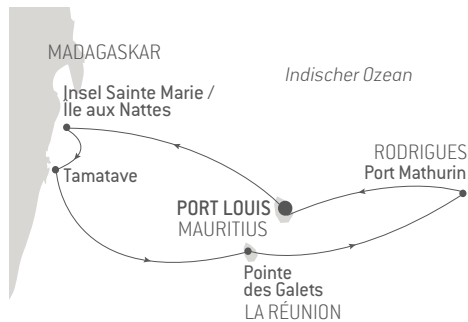 MADAGASKAR
Insel Sainte Marie /
Île aux Nattes
Indischer Ozean
Tamatave
RODRIGUES
Port Mathurin
PORT LOUIS
MAURITIUS
Pointe
des Galets
LA RÉUNION